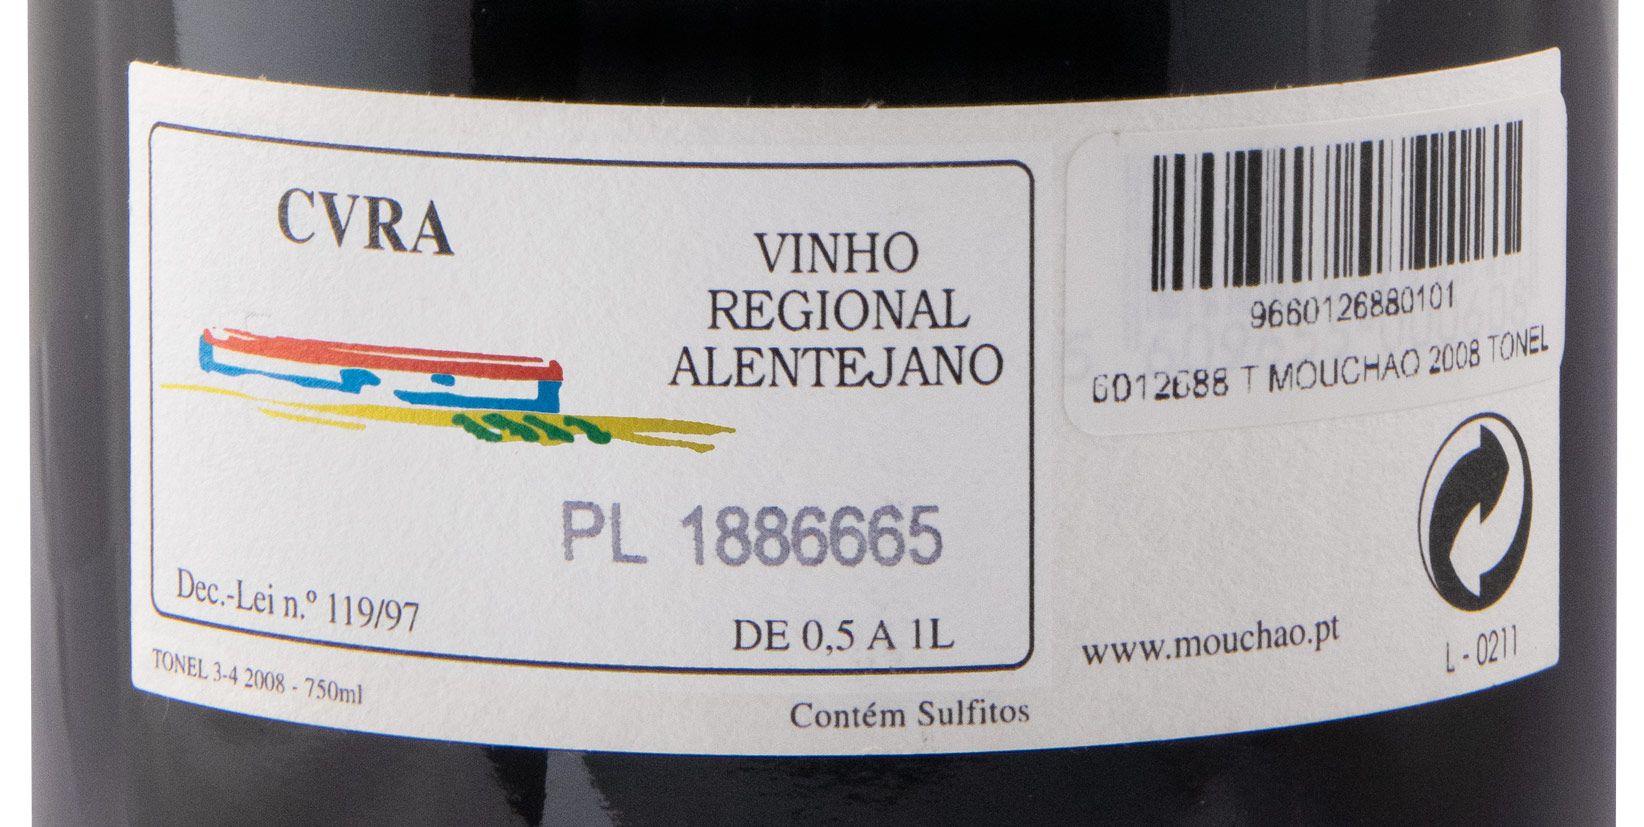 CVRA
VINHO
REGIONAL
ALENTEJANO
PL 1886665
Dec.-Lei n.º 119/97
DE 0,5 A 1L
TONEL 3-4 2008 - 750ml
Contém Sulfitos
9660126880101
6012688 T MOUCHAO 2008 TONEL
www.mouchao.pt
L - 0211